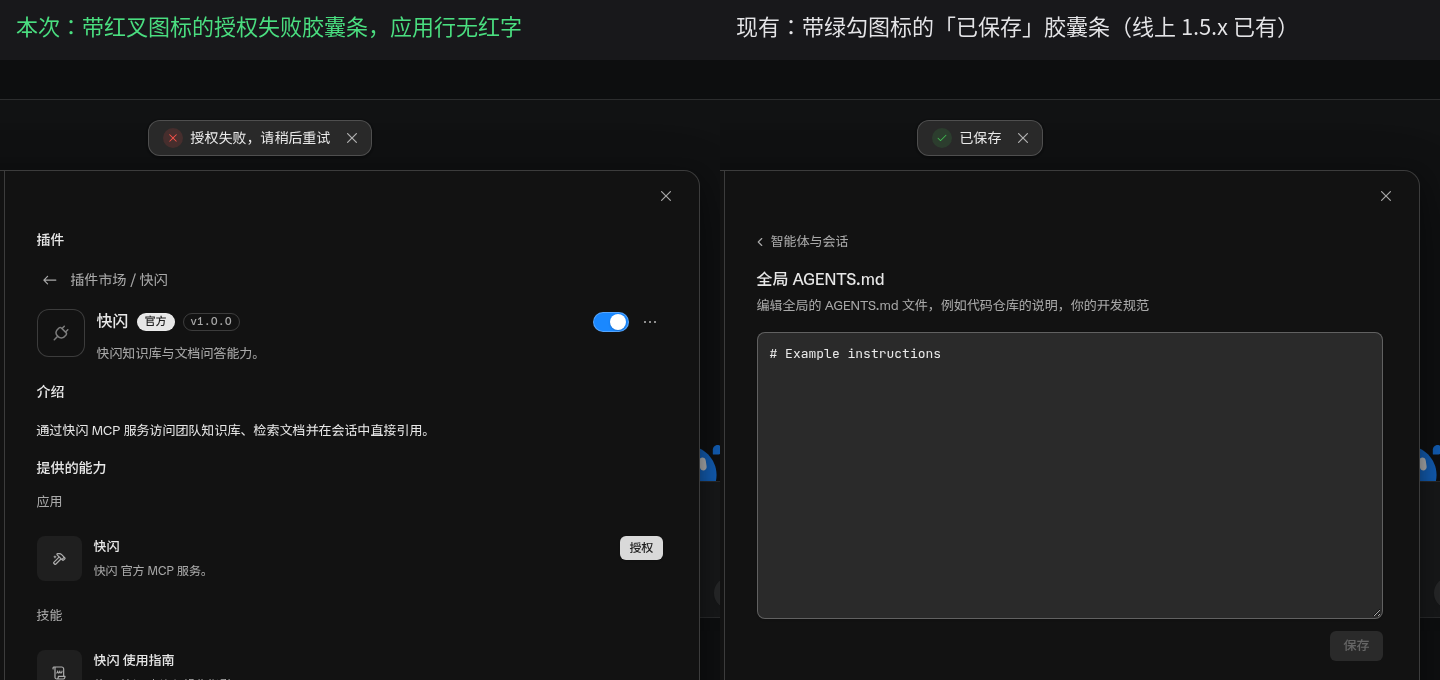 本次：带红叉图标的授权失败胶囊条，应用行无红字
授权失败，请稍后重试
插件
插件市场 / 快闪
快闪 官方 v1.0.0
快闪知识库与文档问答能力。
介绍
通过快闪 MCP 服务访问团队知识库、检索文档并在会话中直接引用。
提供的能力
应用
快闪
授权
快闪 官方 MCP 服务。
技能
快闪 使用指南
现有：带绿勾图标的「已保存」胶囊条（线上 1.5.x 已有）
已保存
智能体与会话
全局 AGENTS.md
编辑全局的 AGENTS.md 文件，例如代码仓库的说明，你的开发规范
# Example instructions
保存